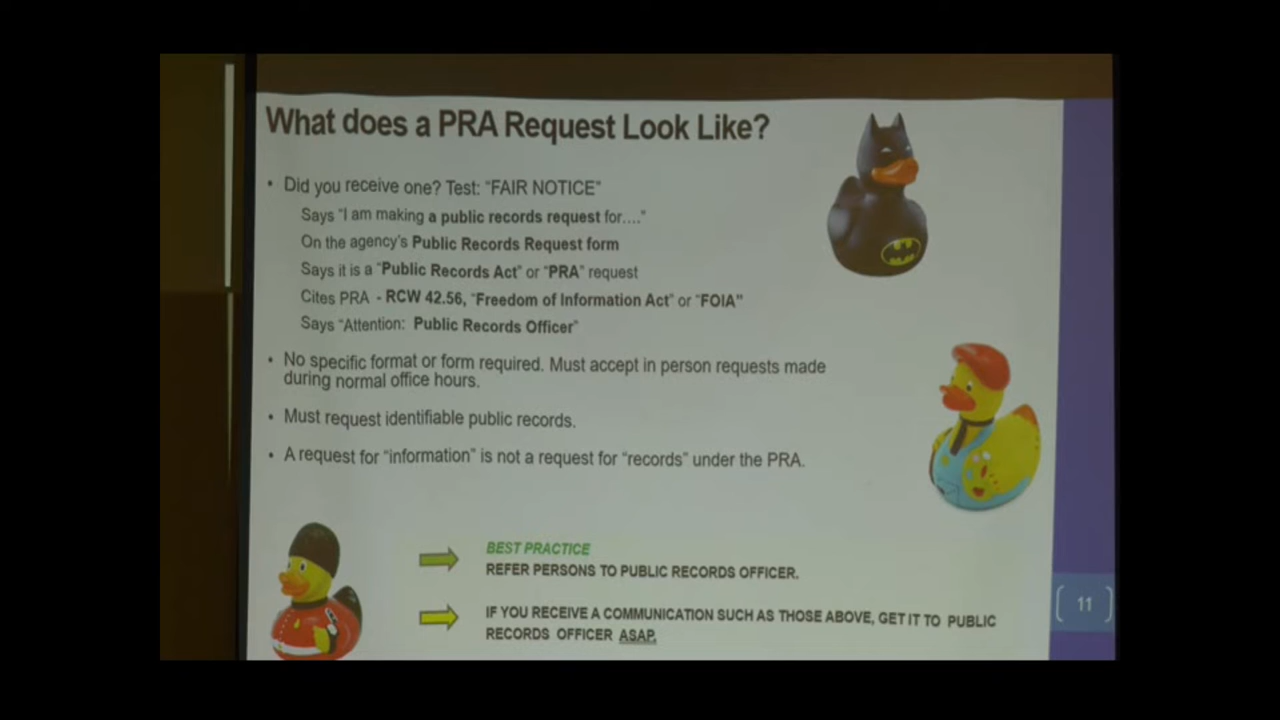 What does a PRA Request Look Like?
• Did you receive one? Test: "FAIR NOTICE"
Says "I am making a public records request for…."
On the agency's Public Records Request form
Says it is a "Public Records Act" or "PRA" request
Cites PRA - RCW 42.56, "Freedom of Information Act" or "FOIA"
Says "Attention: Public Records Officer"
• No specific format or form required. Must accept in person requests made
during normal office hours.
• Must request identifiable public records.
• A request for "information" is not a request for "records" under the PRA.
BEST PRACTICE
REFER PERSONS TO PUBLIC RECORDS OFFICER.
IF YOU RECEIVE A COMMUNICATION SUCH AS THOSE ABOVE, GET IT TO PUBLIC
RECORDS OFFICER ASAP.
11